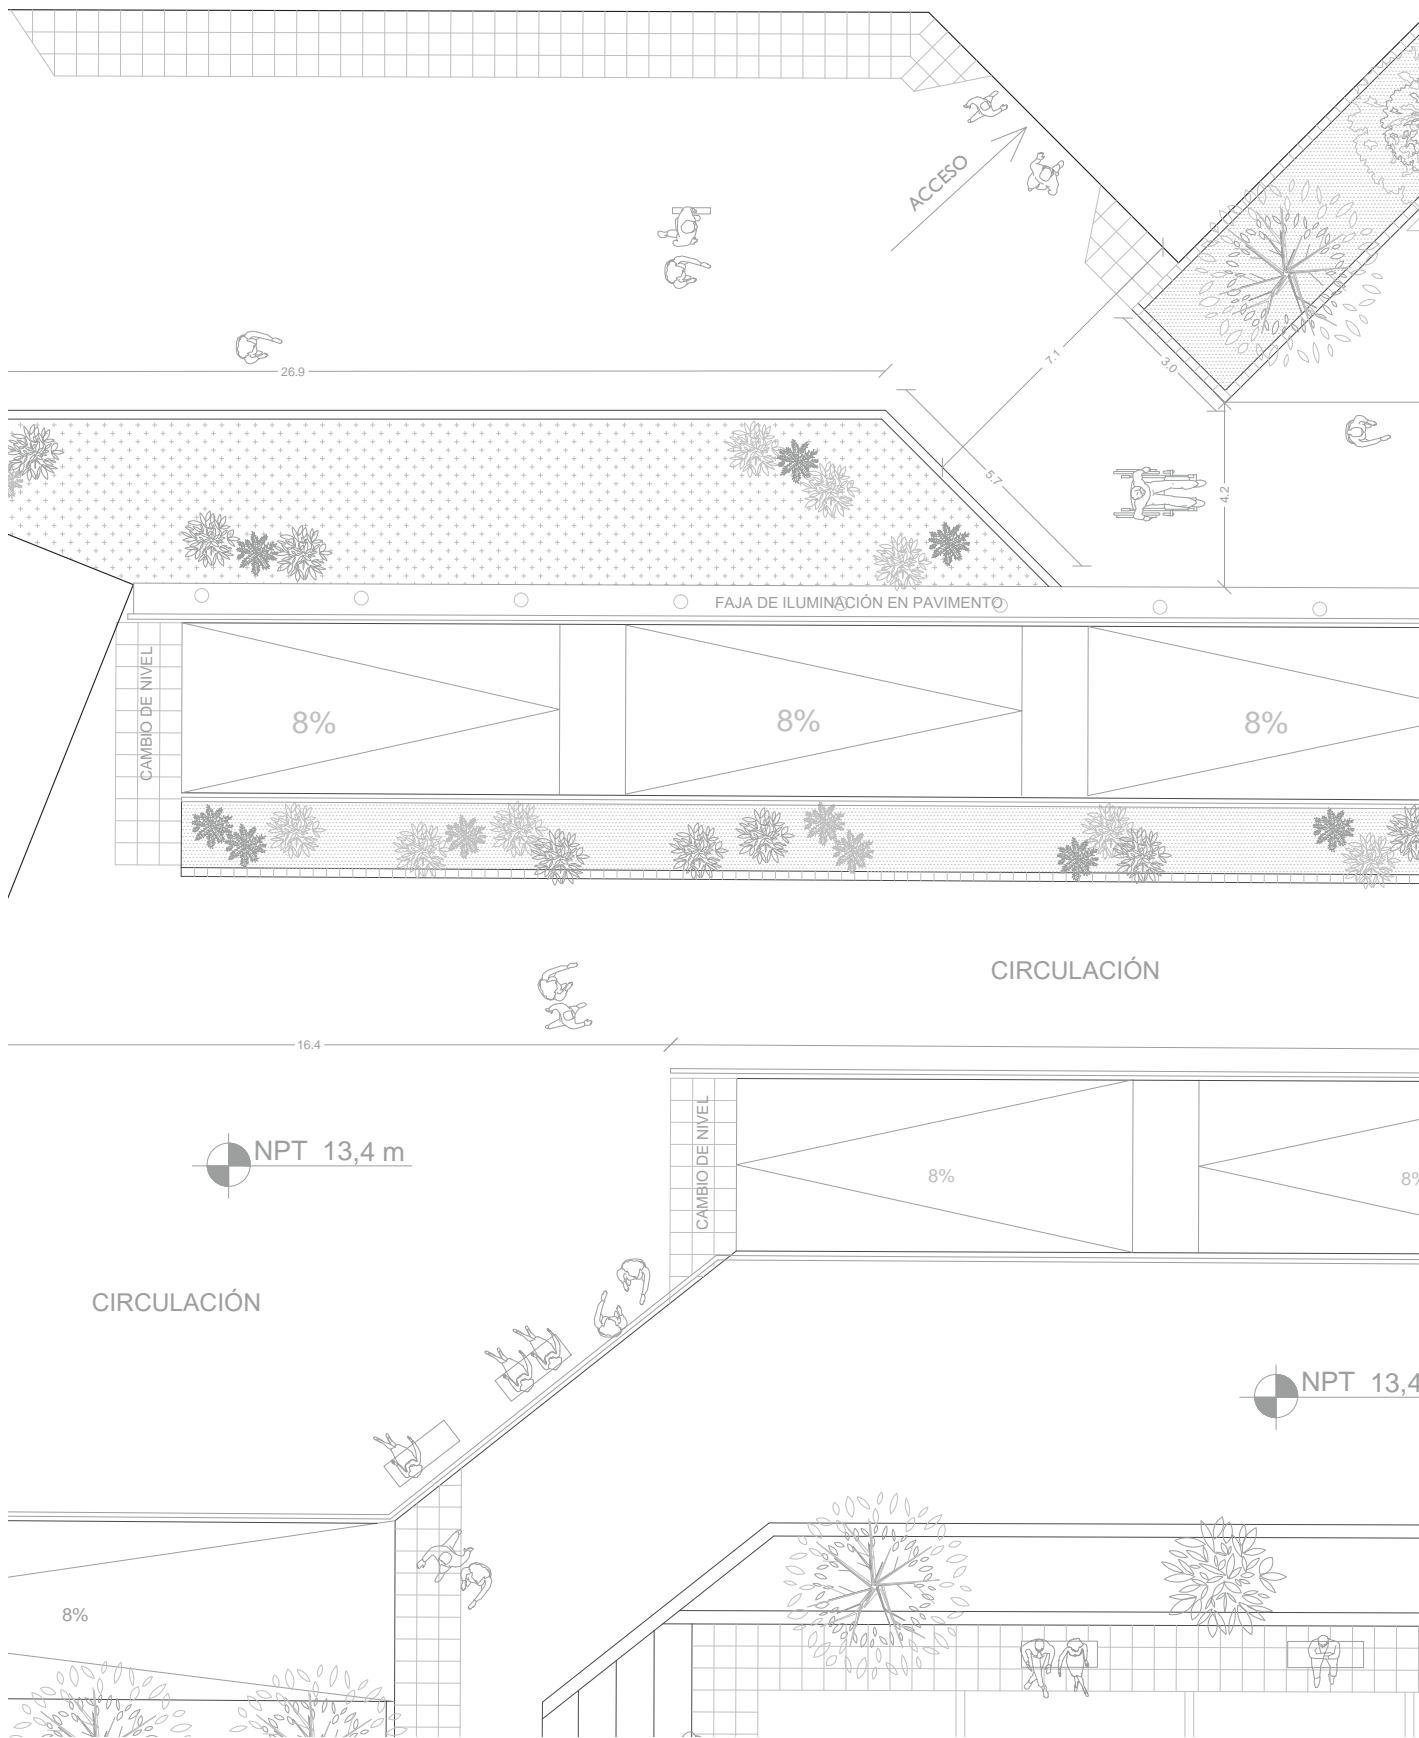 ACCESO
7.1
3.0
26.9
5.7
4.2
FAJA DE ILUMINACIÓN EN PAVIMENTO
CAMBIO DE NIVEL
8%
8%
8%
CIRCULACIÓN
16.4
CAMBIO DE NIVEL
NPT 13,4 m
8%
8%
CIRCULACIÓN
NPT 13,4
8%